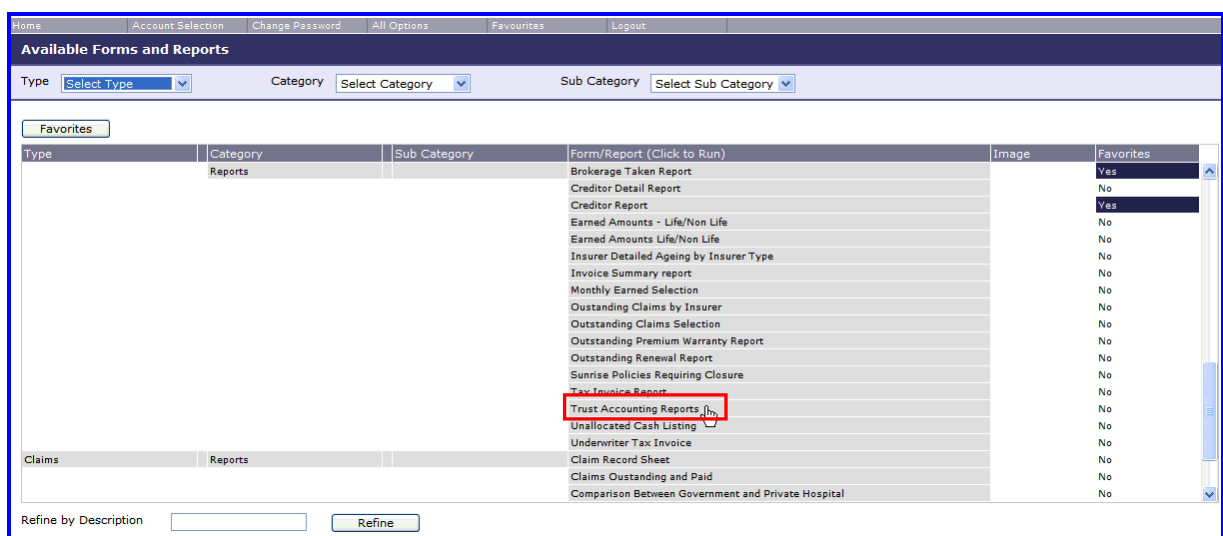 Home Account Selection Change Password All Options Favourites Logout
Available Forms and Reports
Type Select Type Category Select Category Sub Category Select Sub Category
Favorites
Type Category Sub Category Form/Report (Click to Run) Image Favorites
Reports Brokerage Taken Report Yes
Creditor Detail Report No
Creditor Report Yes
Earned Amounts - Life/Non Life No
Earned Amounts Life/Non Life No
Insurer Detailed Ageing by Insurer Type No
Invoice Summary report No
Monthly Earned Selection No
Oustanding Claims by Insurer No
Outstanding Claims Selection No
Outstanding Premium Warranty Report No
Outstanding Renewal Report No
Sunrise Policies Requiring Closure No
Tax Invoice Report No
Trust Accounting Reports No
Unallocated Cash Listing No
Underwriter Tax Invoice No
Claims Reports Claim Record Sheet No
Claims Oustanding and Paid No
Comparison Between Government and Private Hospital No
Refine by Description Refine